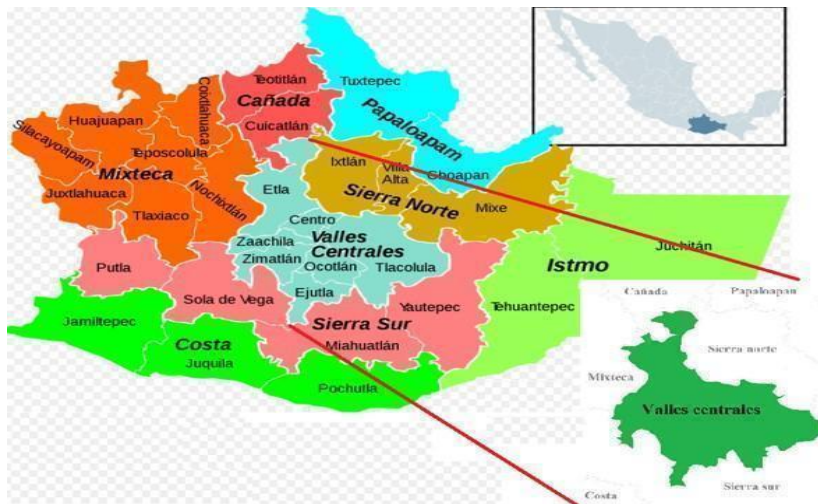 Teotitlán
Tuxtepec
Coixtlahuaca
Cañada
Huajuapan
Cuicatlán
Papaloapam
Silacayoapam
Teposcolula
Ixtlán
Villa
Alta
Choapan
Mixteca
Etla
Juxtlahuaca
Nochixtlán
Sierra Norte
Mixe
Tlaxiaco
Centro
Zaachila
Valles
Centrales
Juchitán
Zimatlán
Ocotlán
Tlacolula
Istmo
Putla
Ejutla
Sola de Vega
Yautepec
Tehuantepec
Jamiltepec
Sierra Sur
Costa
Miahuatlán
Juquila
Pochutla
Cañada
Papaloapan
Sierra norte
Mixteca
Valles centrales
Sierra sur
Costa